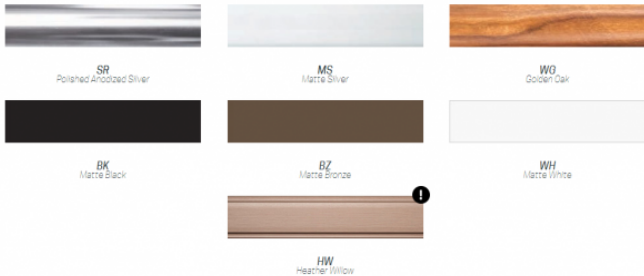 SR
Polished Anodized Silver
MS
Matte Silver
WG
Golden Oak
BK
Matte Black
BZ
Matte Bronze
WH
Matte White
!
HW
Heather Willow